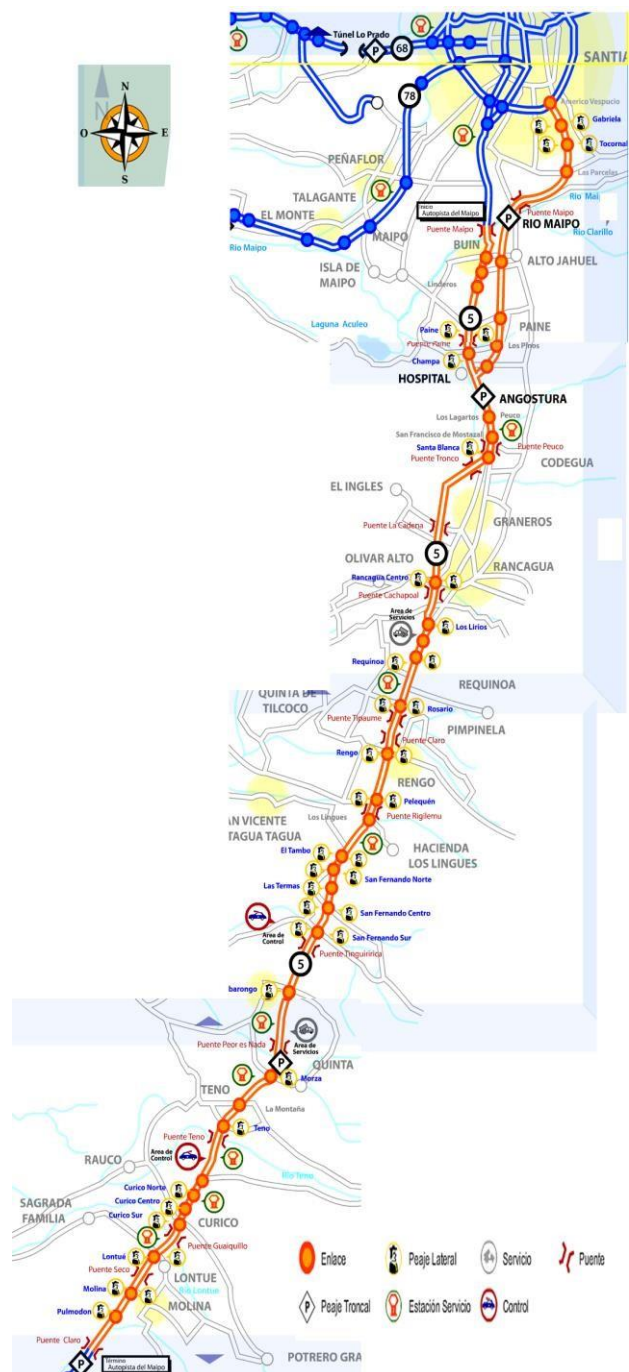 N
N
O
E
S
Túnel Lo Prado
P
68
SANTIA
78
Americo Vespucio
Gabriela
Tocornal
PEÑAFLOR
Las Parcelas
TALAGANTE
Rio Mai
EL MONTE
Inicio
Autopista del Maipo
Puente Maipo
P
RIO MAIPO
Puente Maipo
Rio Clarillo
Rio Maipo
MAIPO
BUIN
ALTO JAHUEL
ISLA DE
MAIPO
Linderos
5
Laguna Aculeo
Paine
PAINE
Puente Paine
Los Pinos
Champa
HOSPITAL
P
ANGOSTURA
Los Lagartos
Peuco
San Francisco de Mostazal
Santa Blanca
Puente Peuco
Puente Tronco
CODEGUA
EL INGLES
GRANEROS
Puente La Cadena
5
OLIVAR ALTO
RANCAGUA
Rancagua Centro
Puente Cachapoal
Area de
Servicios
Los Lirios
Requinoa
REQUINOA
QUINTA DE
TILCOCO
Rosario
Puente Tipaume
PIMPINELA
Puente Claro
Rengo
RENGO
Pelequén
Los Lingues
Puente Rigilemu
AN VICENTE
TAGUA TAGUA
HACIENDA
LOS LINGUES
El Tambo
San Fernando Norte
Las Termas
San Fernando Centro
Area de
Control
San Fernando Sur
Puente Tinguiririca
5
barongo
Puente Peor es Nada
Area de
Servicios
P
QUINTA
Morza
TENO
La Montaña
Teno
Puente Teno
Area de
Control
RAUCO
Rio Teno
Curico Norte
Curico Centro
Curico Sur
SAGRADA
FAMILIA
CURICO
Puente Guaiquillo
Lontué
Puente Seco
LONTUE
Rio Lontue
Molina
MOLINA
Pulmodon
Puente Claro
P
Término
Autopista del Maipo
POTRERO GRA
Enlace
Peaje Lateral
Servicio
Puente
P
Peaje Troncal
Estación Servicio
Control